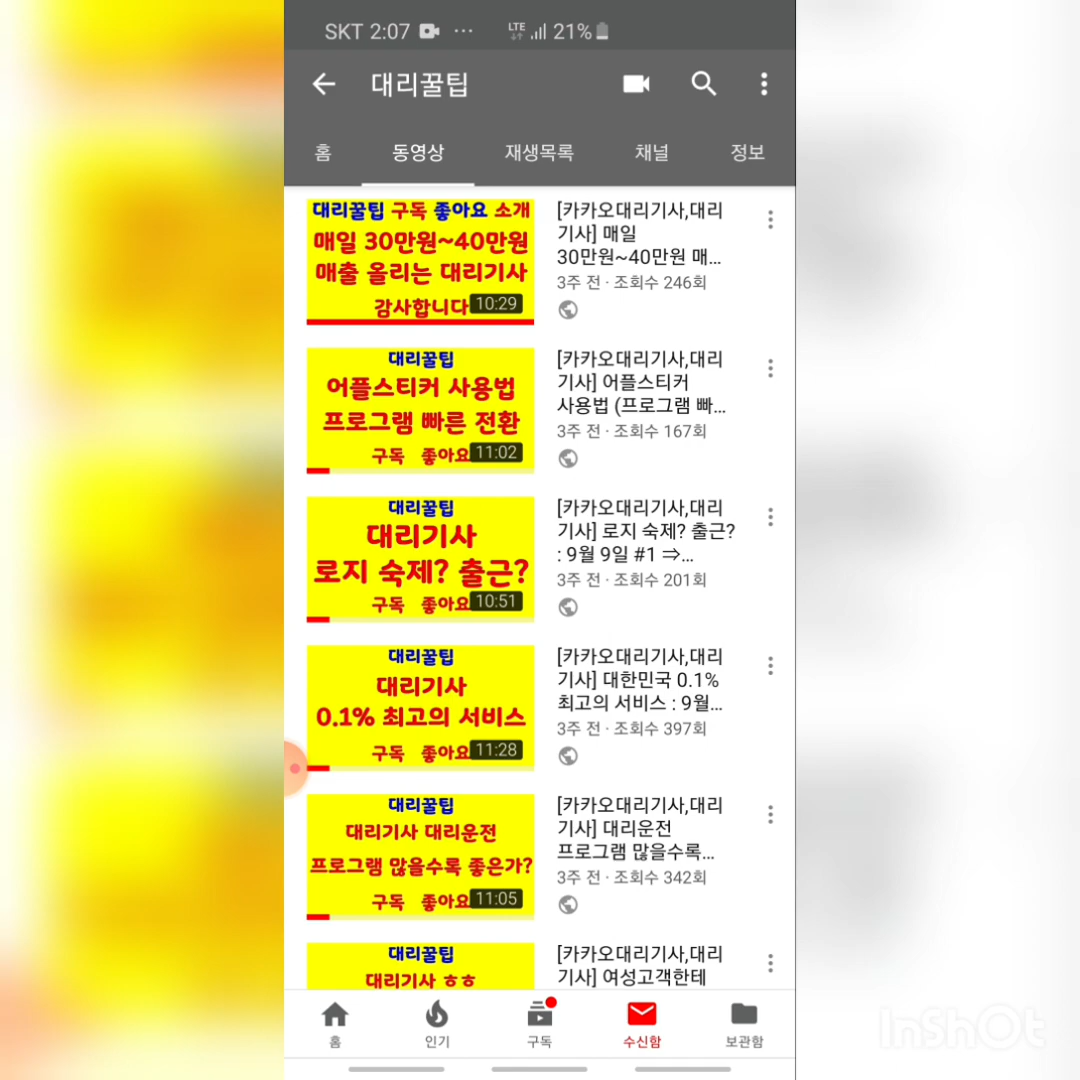 SKT 2:07 LTE 21%
대리꿀팁
홈 동영상 재생목록 채널 정보
대리꿀팁 구독 좋아요 소개
매일 30만원~40만원
매출 올리는 대리기사
감사합니다 10:29
[카카오대리기사,대리
기사] 매일
30만원~40만원 매...
3주 전 · 조회수 246회
대리꿀팁
어플스티커 사용법
프로그램 빠른 전환
구독 좋아요 11:02
[카카오대리기사,대리
기사] 어플스티커
사용법 (프로그램 빠...
3주 전 · 조회수 167회
대리꿀팁
대리기사
로지 숙제? 출근?
구독 좋아요 10:51
[카카오대리기사,대리
기사] 로지 숙제? 출근?
: 9월 9일 #1 ⇒...
3주 전 · 조회수 201회
대리꿀팁
대리기사
0.1% 최고의 서비스
구독 좋아요 11:28
[카카오대리기사,대리
기사] 대한민국 0.1%
최고의 서비스 : 9월...
3주 전 · 조회수 397회
대리꿀팁
대리기사 대리운전
프로그램 많을수록 좋은가?
구독 좋아요 11:05
[카카오대리기사,대리
기사] 대리운전
프로그램 많을수록...
3주 전 · 조회수 342회
대리꿀팁
대리기사 ㅎㅎ
[카카오대리기사,대리
기사] 여성고객한테
홈 인기 구독 수신함 보관함
InShOt